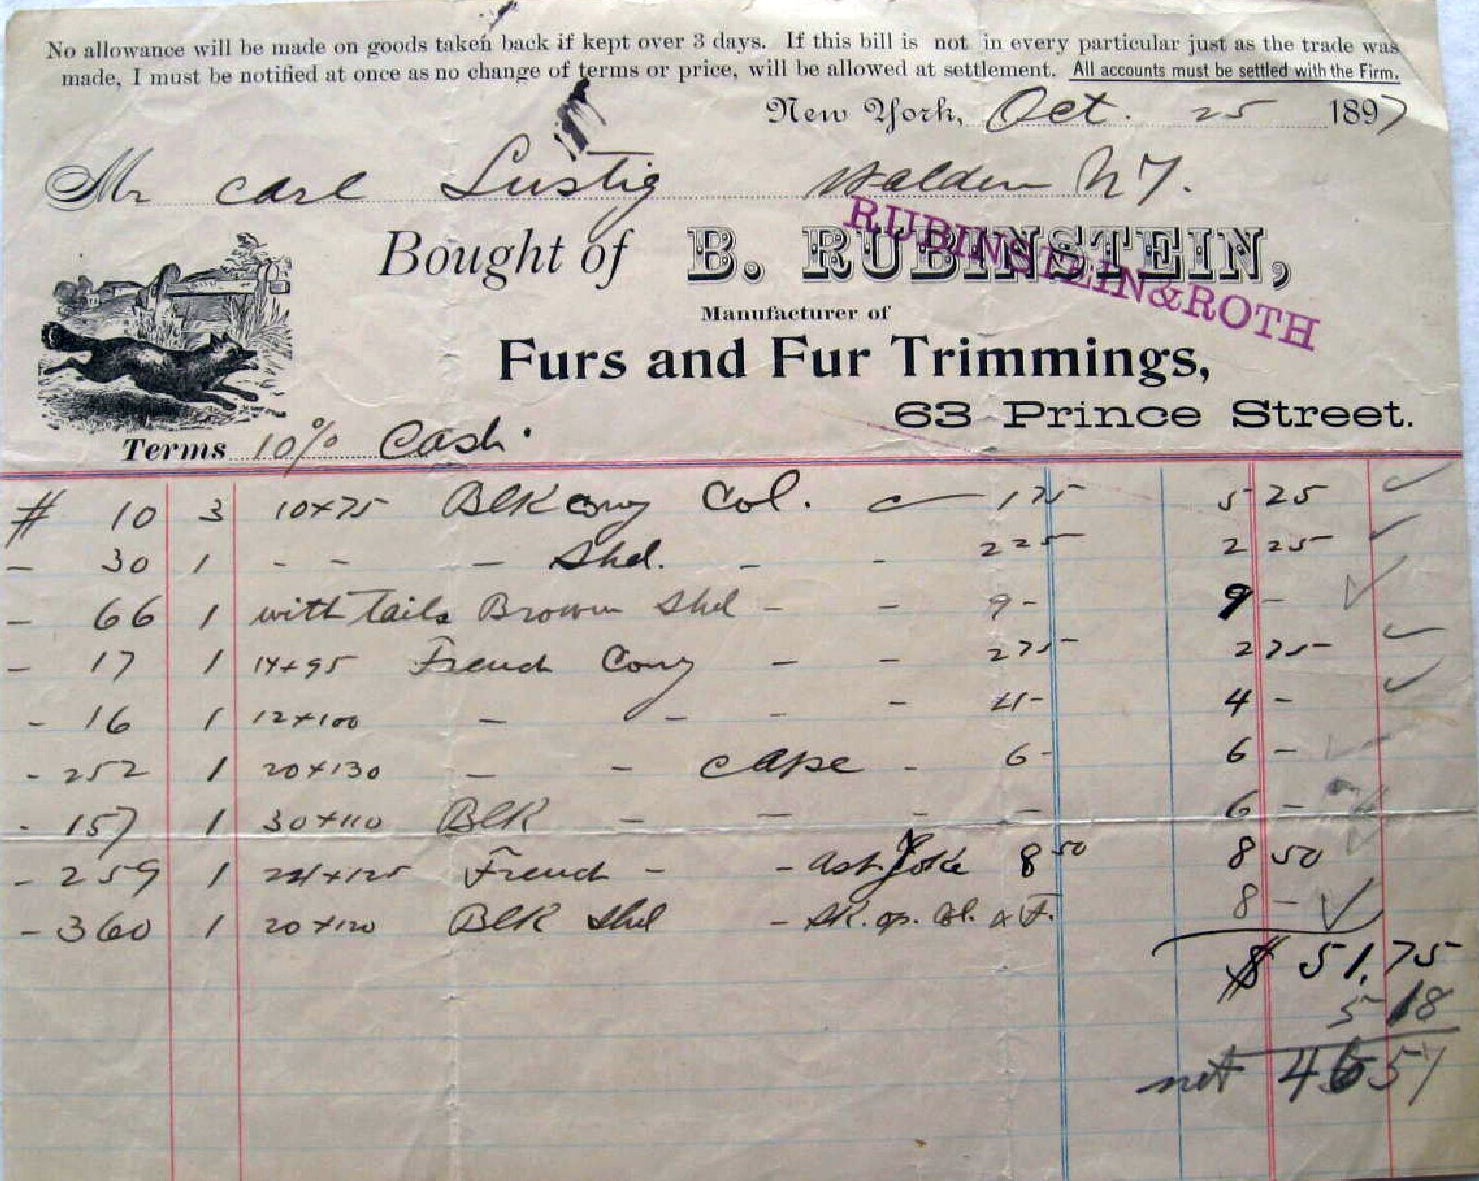 No allowance will be made on goods taken back if kept over 3 days. If this bill is not in every particular just as the trade was
made, I must be notified at once as no change of terms or price, will be allowed at settlement. All accounts must be settled with the Firm.
New York, Oct. 25 1897
Mr Carl Lustig Walden N Y.
Bought of B. RUBINSTEIN,
RUBINSTEIN & ROTH
Manufacturer of
Furs and Fur Trimmings,
63 Prince Street.
Terms 10% Cash.
# 10 3 10x75 Blk Cony Col. 1 75 5 25
- 30 1 - - - Shd. - - 2 25 2 25
- 66 1 with Tails Brown Shd - - 9 - 9 -
- 17 1 14x95 French Cony - - 2 75 2 75
- 16 1 12x100 - - - - 4 - 4 -
- 252 1 20x130 - - Cape - 6 - 6 -
- 157 1 30x110 Blk - - - - 6 -
- 259 1 x125 French - - Ast. Yoke 8 50 8 50
- 360 1 20x120 Blk Shd - SK. & F. 8 -
$ 51.75
5 18
net 46 57